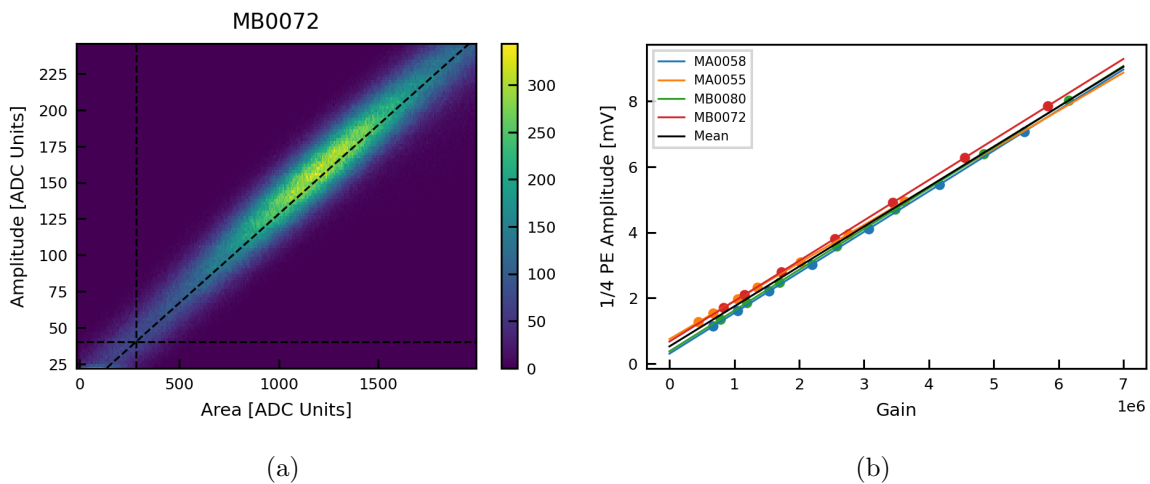 MB0072
Amplitude [ADC Units]
225
200
175
150
125
100
75
50
25
0
500
1000
1500
Area [ADC Units]
300
250
200
150
100
50
0
(a)
1/4 PE Amplitude [mV]
8
6
4
2
0
MA0058
MA0055
MB0080
MB0072
Mean
0
1
2
3
4
5
6
7
1e6
Gain
(b)